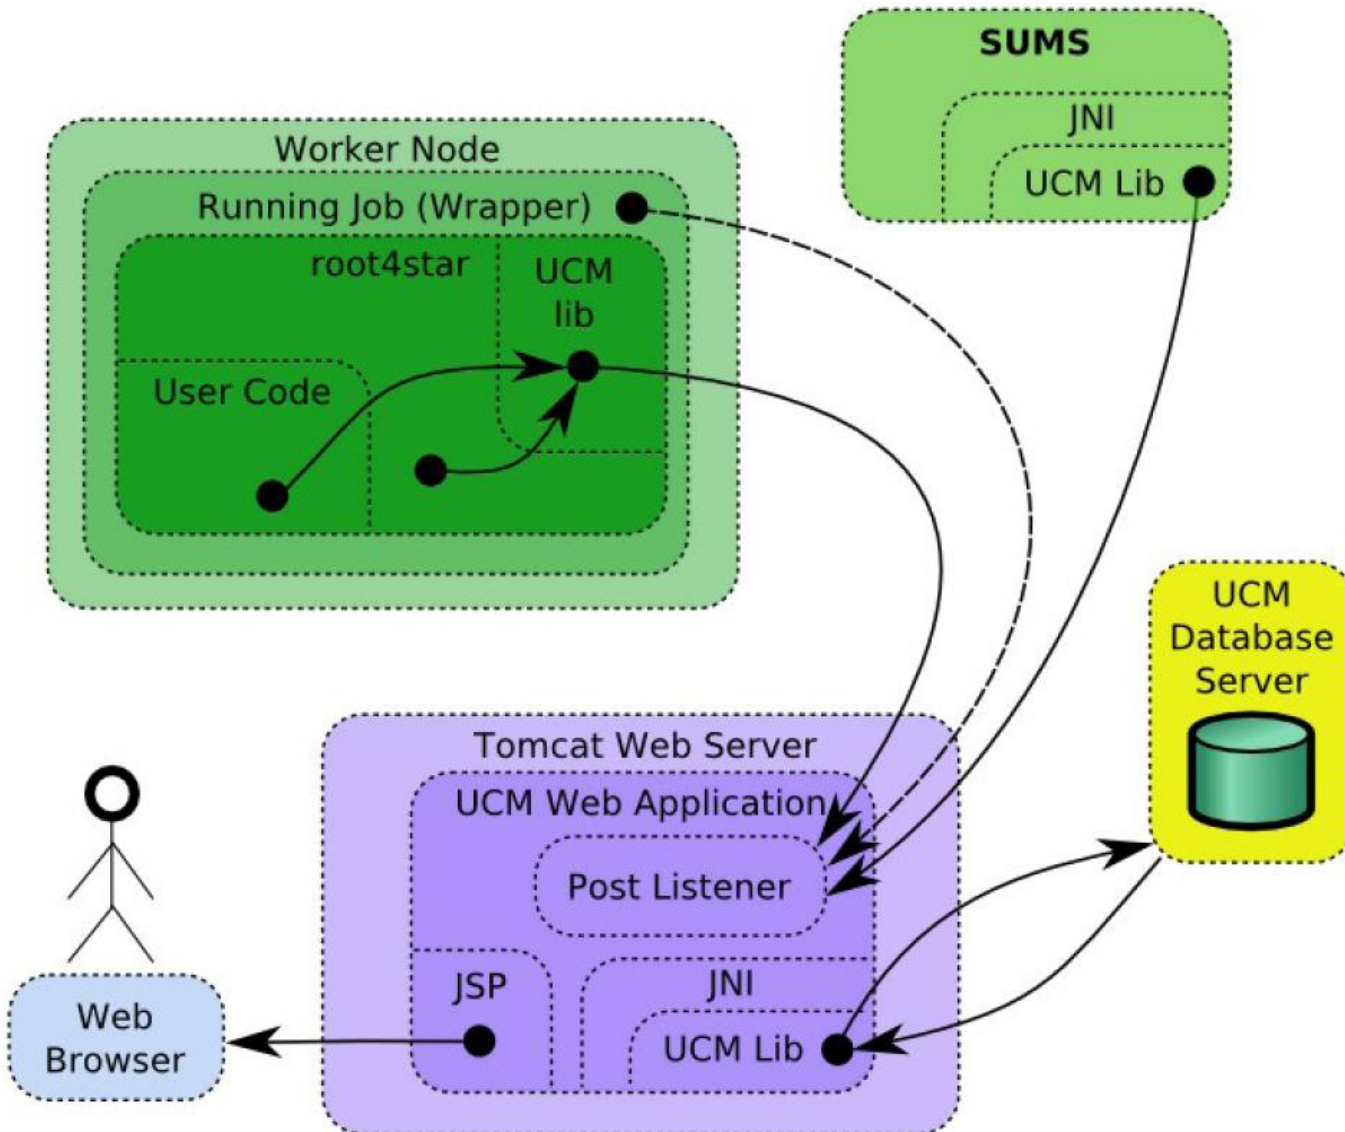 SUMS
JNI
UCM Lib
Worker Node
Running Job (Wrapper)
root4star
UCM
lib
User Code
UCM
Database
Server
Tomcat Web Server
UCM Web Application
Post Listener
JSP
JNI
UCM Lib
Web
Browser